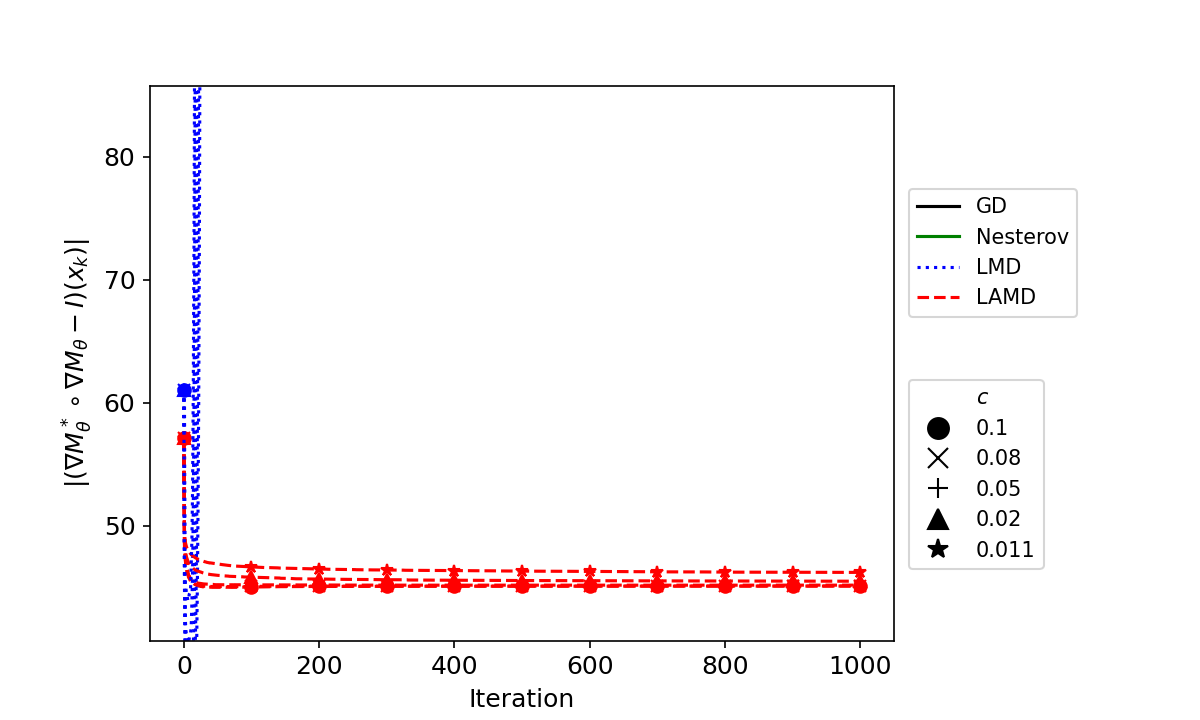 80
70
60
50
|(∇M*θ ∘ ∇Mθ − I)(xk)|
0 200 400 600 800 1000
Iteration
GD
Nesterov
LMD
LAMD
c
0.1
0.08
0.05
0.02
0.011